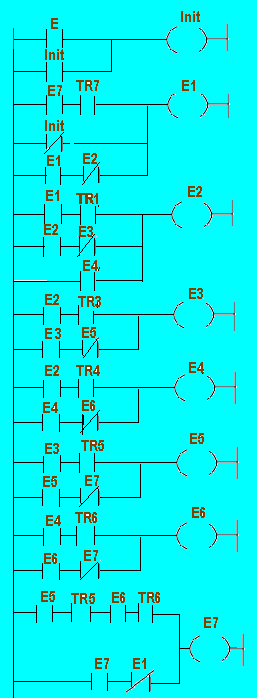 E Init
Init
E7 TR7 E1
Init
E1 E2
E1 TR1 E2
E2 E3
E4
E2 TR3 E3
E3 E5
E2 TR4 E4
E4 E6
E3 TR5 E5
E5 E7
E4 TR6 E6
E6 E7
E5 TR5 E6 TR6
E7
E7 E1